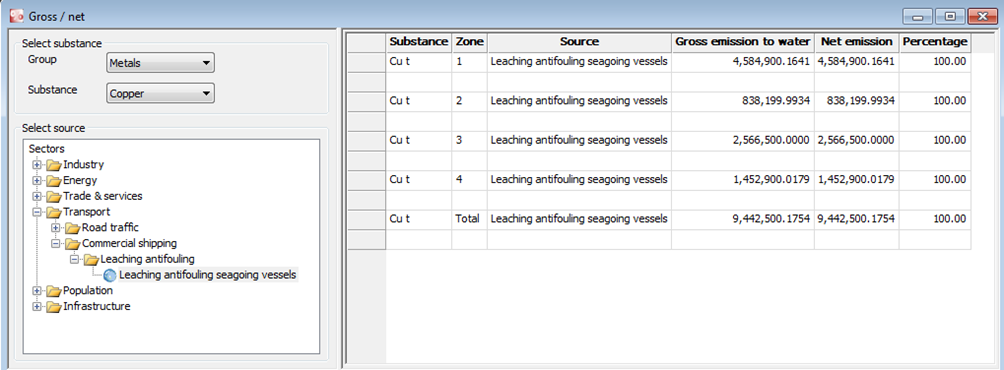 Gross / net
Select substance
Group Metals
Substance Copper
Select source
Sectors
Industry
Energy
Trade & services
Transport
Road traffic
Commercial shipping
Leaching antifouling
Leaching antifouling seagoing vessels
Population
Infrastructure
Substance Zone Source Gross emission to water Net emission Percentage
Cu t 1 Leaching antifouling seagoing vessels 4,584,900.1641 4,584,900.1641 100.00
Cu t 2 Leaching antifouling seagoing vessels 838,199.9934 838,199.9934 100.00
Cu t 3 Leaching antifouling seagoing vessels 2,566,500.0000 2,566,500.0000 100.00
Cu t 4 Leaching antifouling seagoing vessels 1,452,900.0179 1,452,900.0179 100.00
Cu t Total Leaching antifouling seagoing vessels 9,442,500.1754 9,442,500.1754 100.00